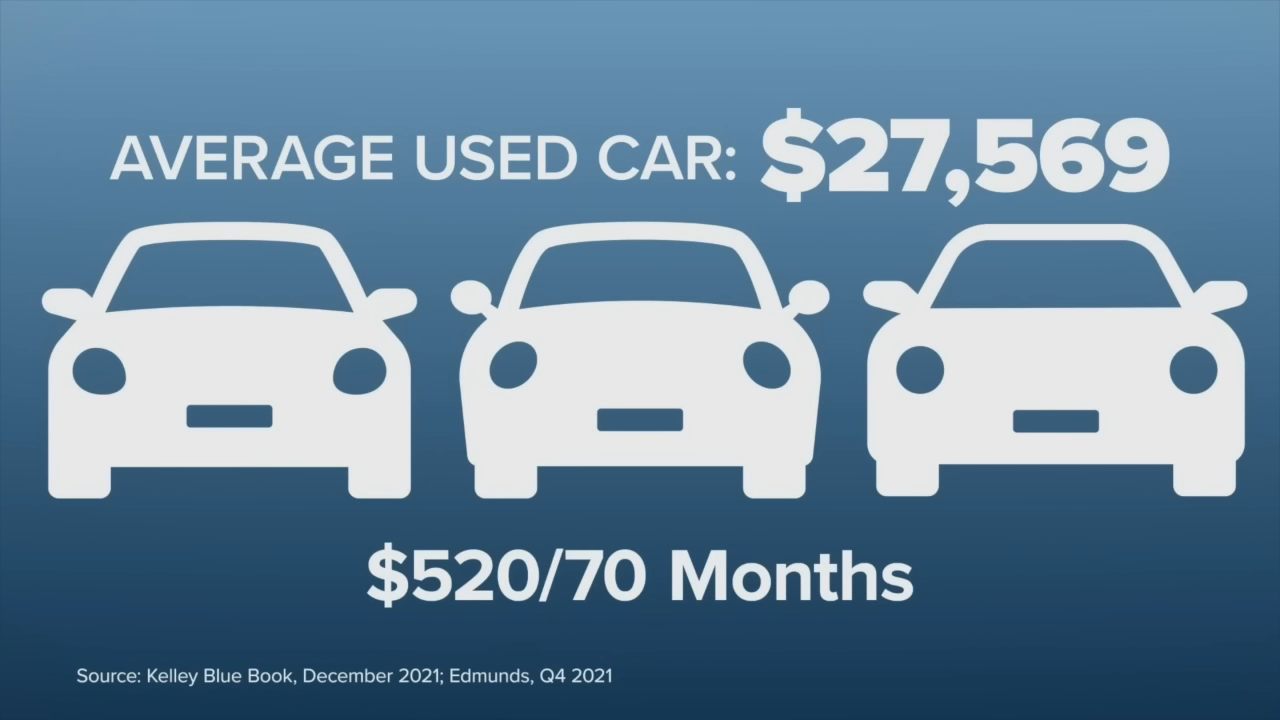 AVERAGE USED CAR: $27,569
$520/70 Months
Source: Kelley Blue Book, December 2021; Edmunds, Q4 2021